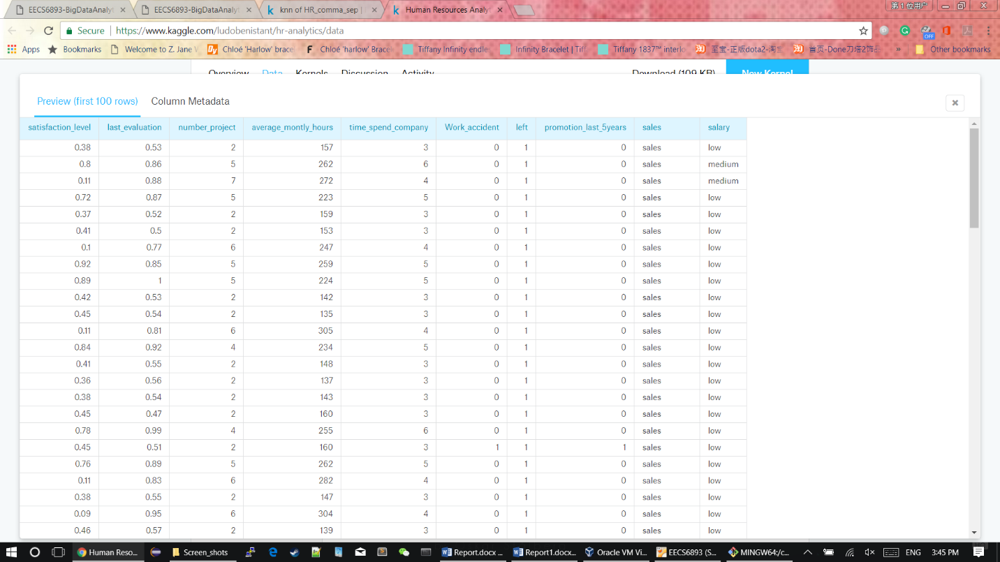 EECS6893-BigDataAnalyt
EECS6893-BigDataAnalyt
knn of HR_comma_sep |
Human Resources Analyt
第 1 位用户
Secure https://www.kaggle.com/ludobenistant/hr-analytics/data
OFF
Apps Bookmarks Welcome to Z. Jane Chloé 'Harlow' brace Chloé 'harlow' Brace Tiffany Infinity endle Infinity Bracelet | Tiff Tiffany 1837™ interlo 至宝-正版dota2-淘宝 首页-Done刀塔2饰品 » Other bookmarks
Overview Data Kernels Discussion Activity Download (109 KB) New Kernel
Preview (first 100 rows) Column Metadata
satisfaction_level last_evaluation number_project average_montly_hours time_spend_company Work_accident left promotion_last_5years sales salary
0.38 0.53 2 157 3 0 1 0 sales low
0.8 0.86 5 262 6 0 1 0 sales medium
0.11 0.88 7 272 4 0 1 0 sales medium
0.72 0.87 5 223 5 0 1 0 sales low
0.37 0.52 2 159 3 0 1 0 sales low
0.41 0.5 2 153 3 0 1 0 sales low
0.1 0.77 6 247 4 0 1 0 sales low
0.92 0.85 5 259 5 0 1 0 sales low
0.89 1 5 224 5 0 1 0 sales low
0.42 0.53 2 142 3 0 1 0 sales low
0.45 0.54 2 135 3 0 1 0 sales low
0.11 0.81 6 305 4 0 1 0 sales low
0.84 0.92 4 234 5 0 1 0 sales low
0.41 0.55 2 148 3 0 1 0 sales low
0.36 0.56 2 137 3 0 1 0 sales low
0.38 0.54 2 143 3 0 1 0 sales low
0.45 0.47 2 160 3 0 1 0 sales low
0.78 0.99 4 255 6 0 1 0 sales low
0.45 0.51 2 160 3 1 1 1 sales low
0.76 0.89 5 262 5 0 1 0 sales low
0.11 0.83 6 282 4 0 1 0 sales low
0.38 0.55 2 147 3 0 1 0 sales low
0.09 0.95 6 304 4 0 1 0 sales low
0.46 0.57 2 139 3 0 1 0 sales low
Human Reso... Screen_shots Report.docx ... Report1.docx... Oracle VM Vi... EECS6893 (S... MINGW64:/c... ENG 3:45 PM